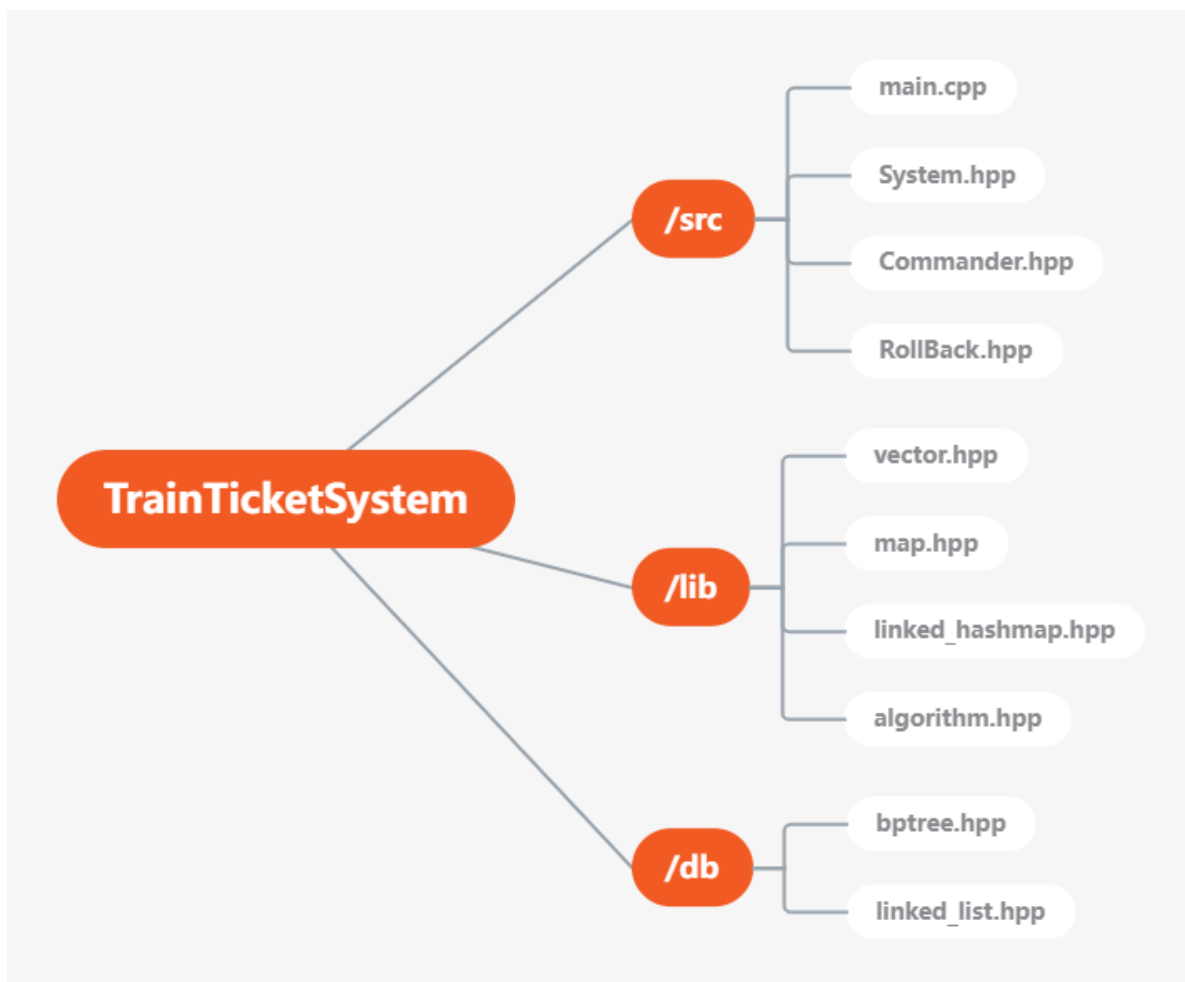 TrainTicketSystem
/src
main.cpp
System.hpp
Commander.hpp
RollBack.hpp
/lib
vector.hpp
map.hpp
linked_hashmap.hpp
algorithm.hpp
/db
bptree.hpp
linked_list.hpp